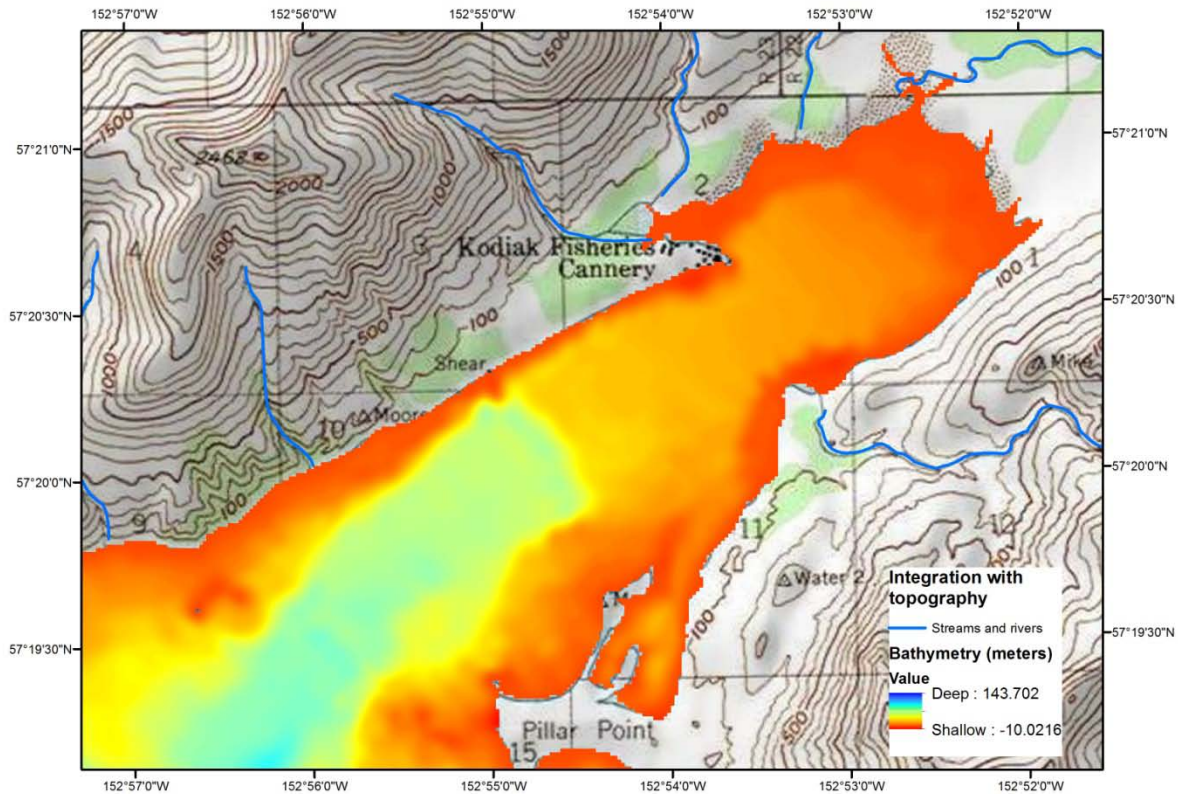 152°57'0"W 152°56'0"W 152°55'0"W 152°54'0"W 152°53'0"W 152°52'0"W
1500
1500
R 23
100
57°21'0"N
57°21'0"N
2468
2000
2
1000
4
3
Kodiak Fisheries
Cannery
1500
100 1
57°20'30"N
57°20'30"N
500
100
1000
Shear
Mike
10
Moore
57°20'0"N
57°20'0"N
9
100
11
12
Water 2
Integration with
topography
Streams and rivers
100
57°19'30"N
57°19'30"N
Bathymetry (meters)
Value
Deep : 143.702
Shallow : -10.0216
Pillar Point
500
15
152°57'0"W 152°56'0"W 152°55'0"W 152°54'0"W 152°53'0"W 152°52'0"W